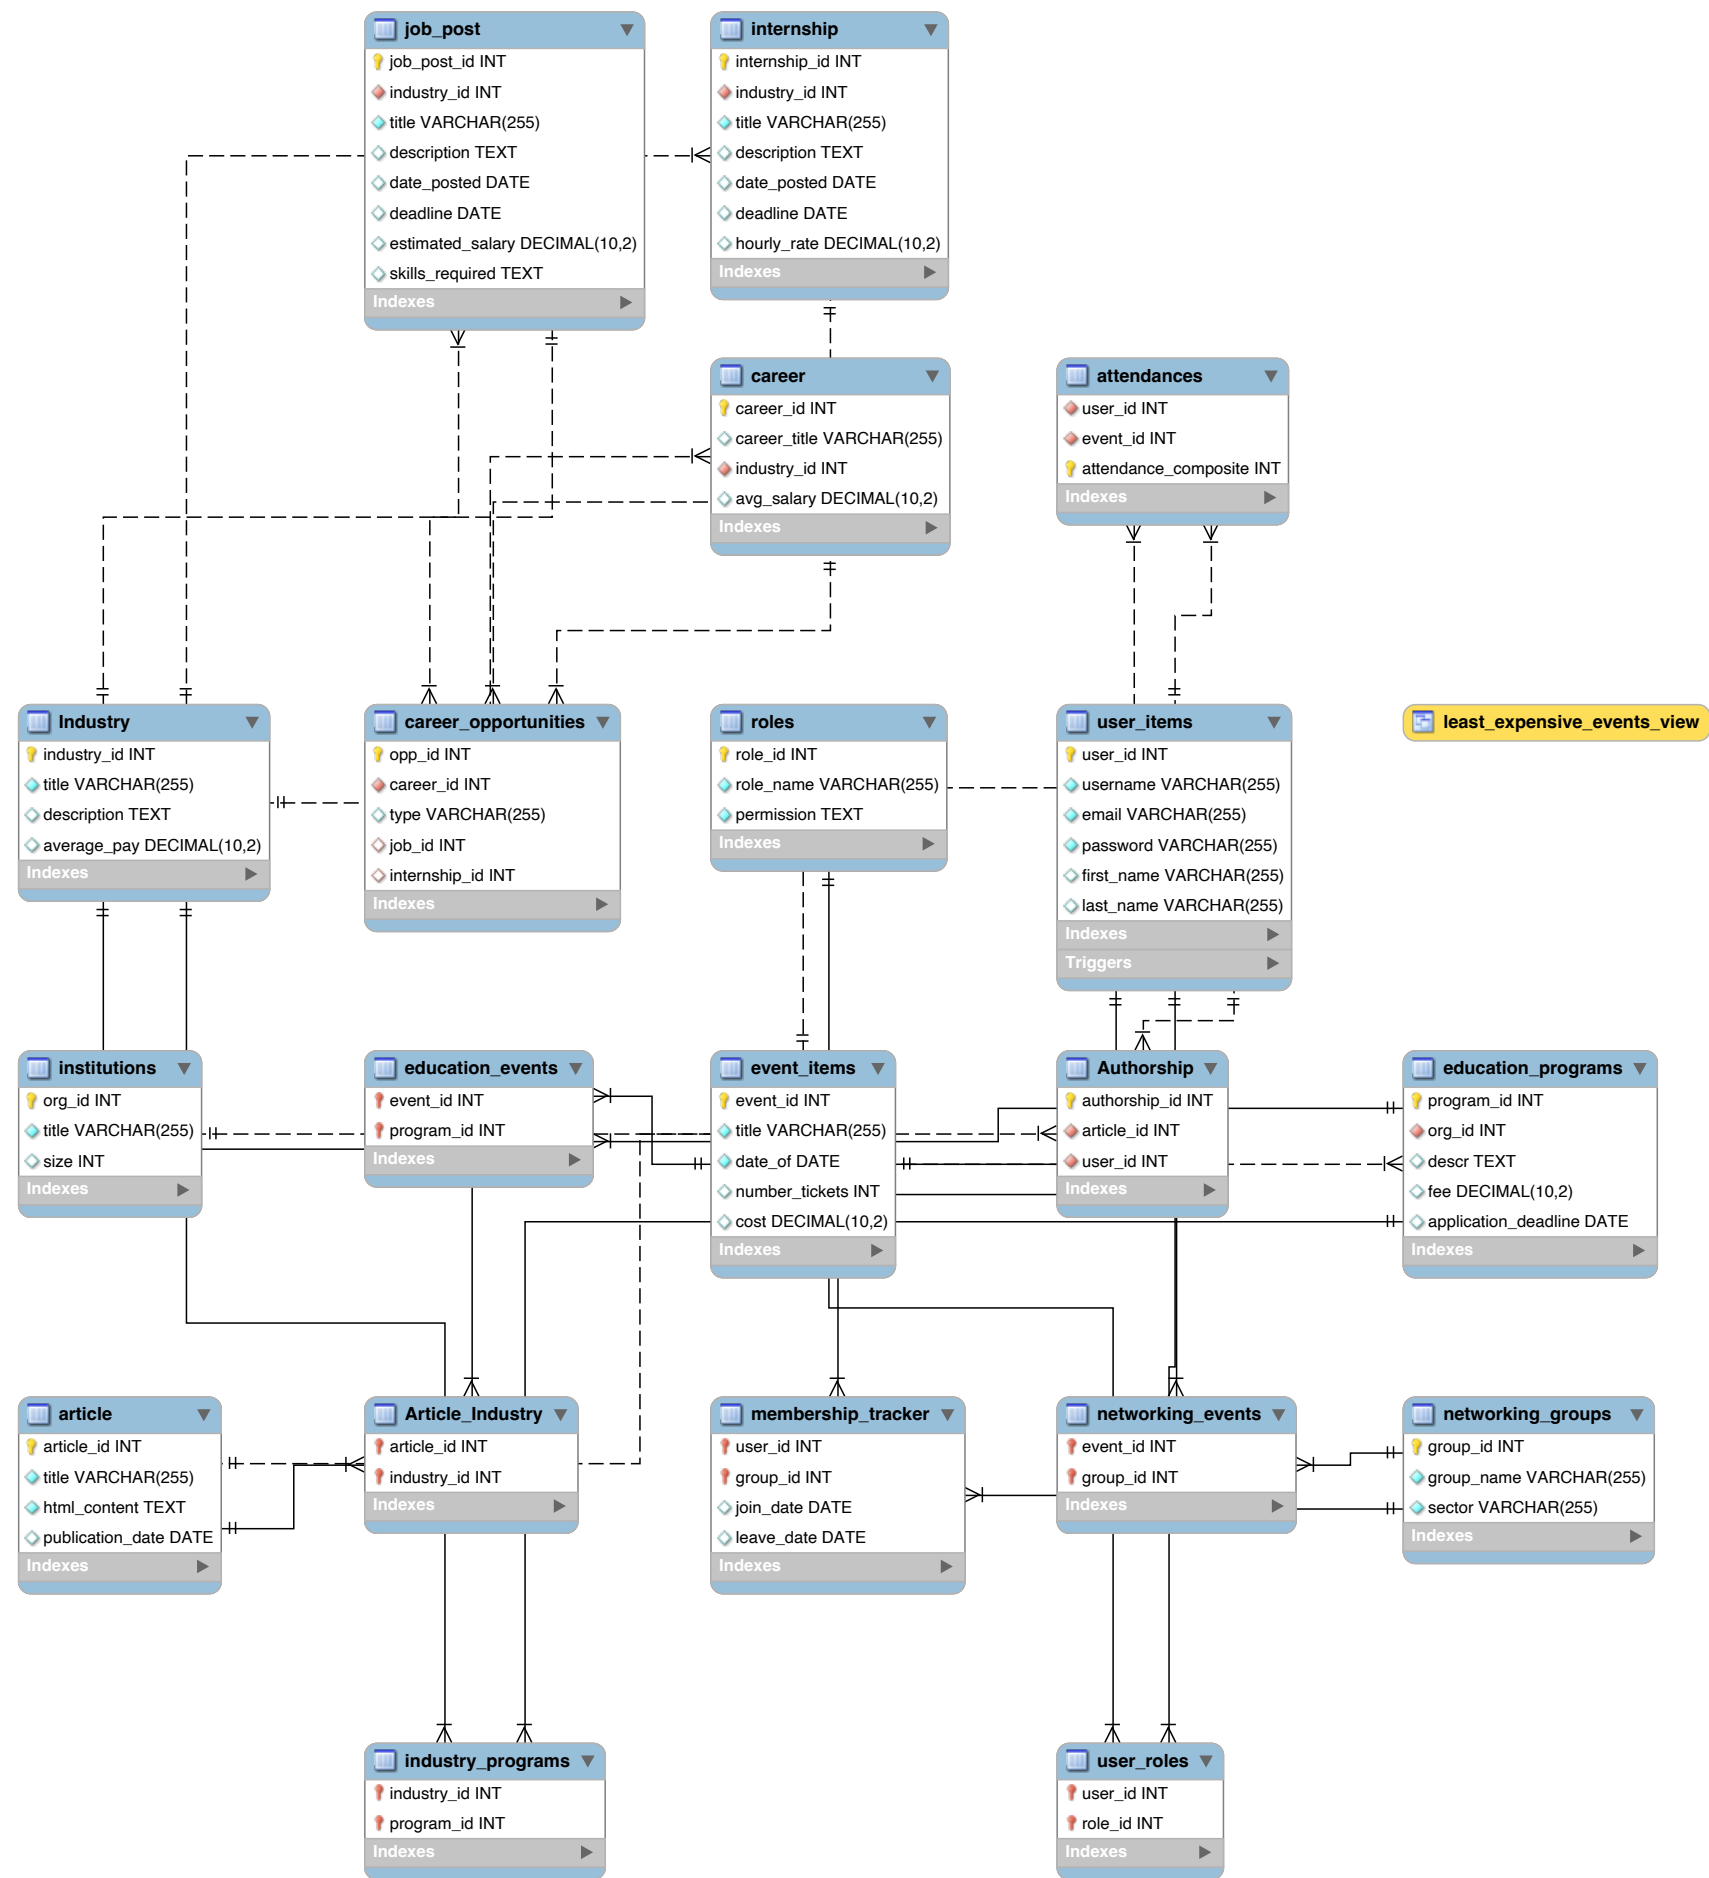 job_post
job_post_id INT
industry_id INT
title VARCHAR(255)
description TEXT
date_posted DATE
deadline DATE
estimated_salary DECIMAL(10,2)
skills_required TEXT
Indexes
internship
internship_id INT
industry_id INT
title VARCHAR(255)
description TEXT
date_posted DATE
deadline DATE
hourly_rate DECIMAL(10,2)
Indexes
career
career_id INT
career_title VARCHAR(255)
industry_id INT
avg_salary DECIMAL(10,2)
Indexes
attendances
user_id INT
event_id INT
attendance_composite INT
Indexes
Industry
industry_id INT
title VARCHAR(255)
description TEXT
average_pay DECIMAL(10,2)
Indexes
career_opportunities
opp_id INT
career_id INT
type VARCHAR(255)
job_id INT
internship_id INT
Indexes
roles
role_id INT
role_name VARCHAR(255)
permission TEXT
Indexes
user_items
user_id INT
username VARCHAR(255)
email VARCHAR(255)
password VARCHAR(255)
first_name VARCHAR(255)
last_name VARCHAR(255)
Indexes
Triggers
least_expensive_events_view
institutions
org_id INT
title VARCHAR(255)
size INT
Indexes
education_events
event_id INT
program_id INT
Indexes
event_items
event_id INT
title VARCHAR(255)
date_of DATE
number_tickets INT
cost DECIMAL(10,2)
Indexes
Authorship
authorship_id INT
article_id INT
user_id INT
Indexes
education_programs
program_id INT
org_id INT
descr TEXT
fee DECIMAL(10,2)
application_deadline DATE
Indexes
article
article_id INT
title VARCHAR(255)
html_content TEXT
publication_date DATE
Indexes
Article_Industry
article_id INT
industry_id INT
Indexes
membership_tracker
user_id INT
group_id INT
join_date DATE
leave_date DATE
Indexes
networking_events
event_id INT
group_id INT
Indexes
networking_groups
group_id INT
group_name VARCHAR(255)
sector VARCHAR(255)
Indexes
industry_programs
industry_id INT
program_id INT
Indexes
user_roles
user_id INT
role_id INT
Indexes